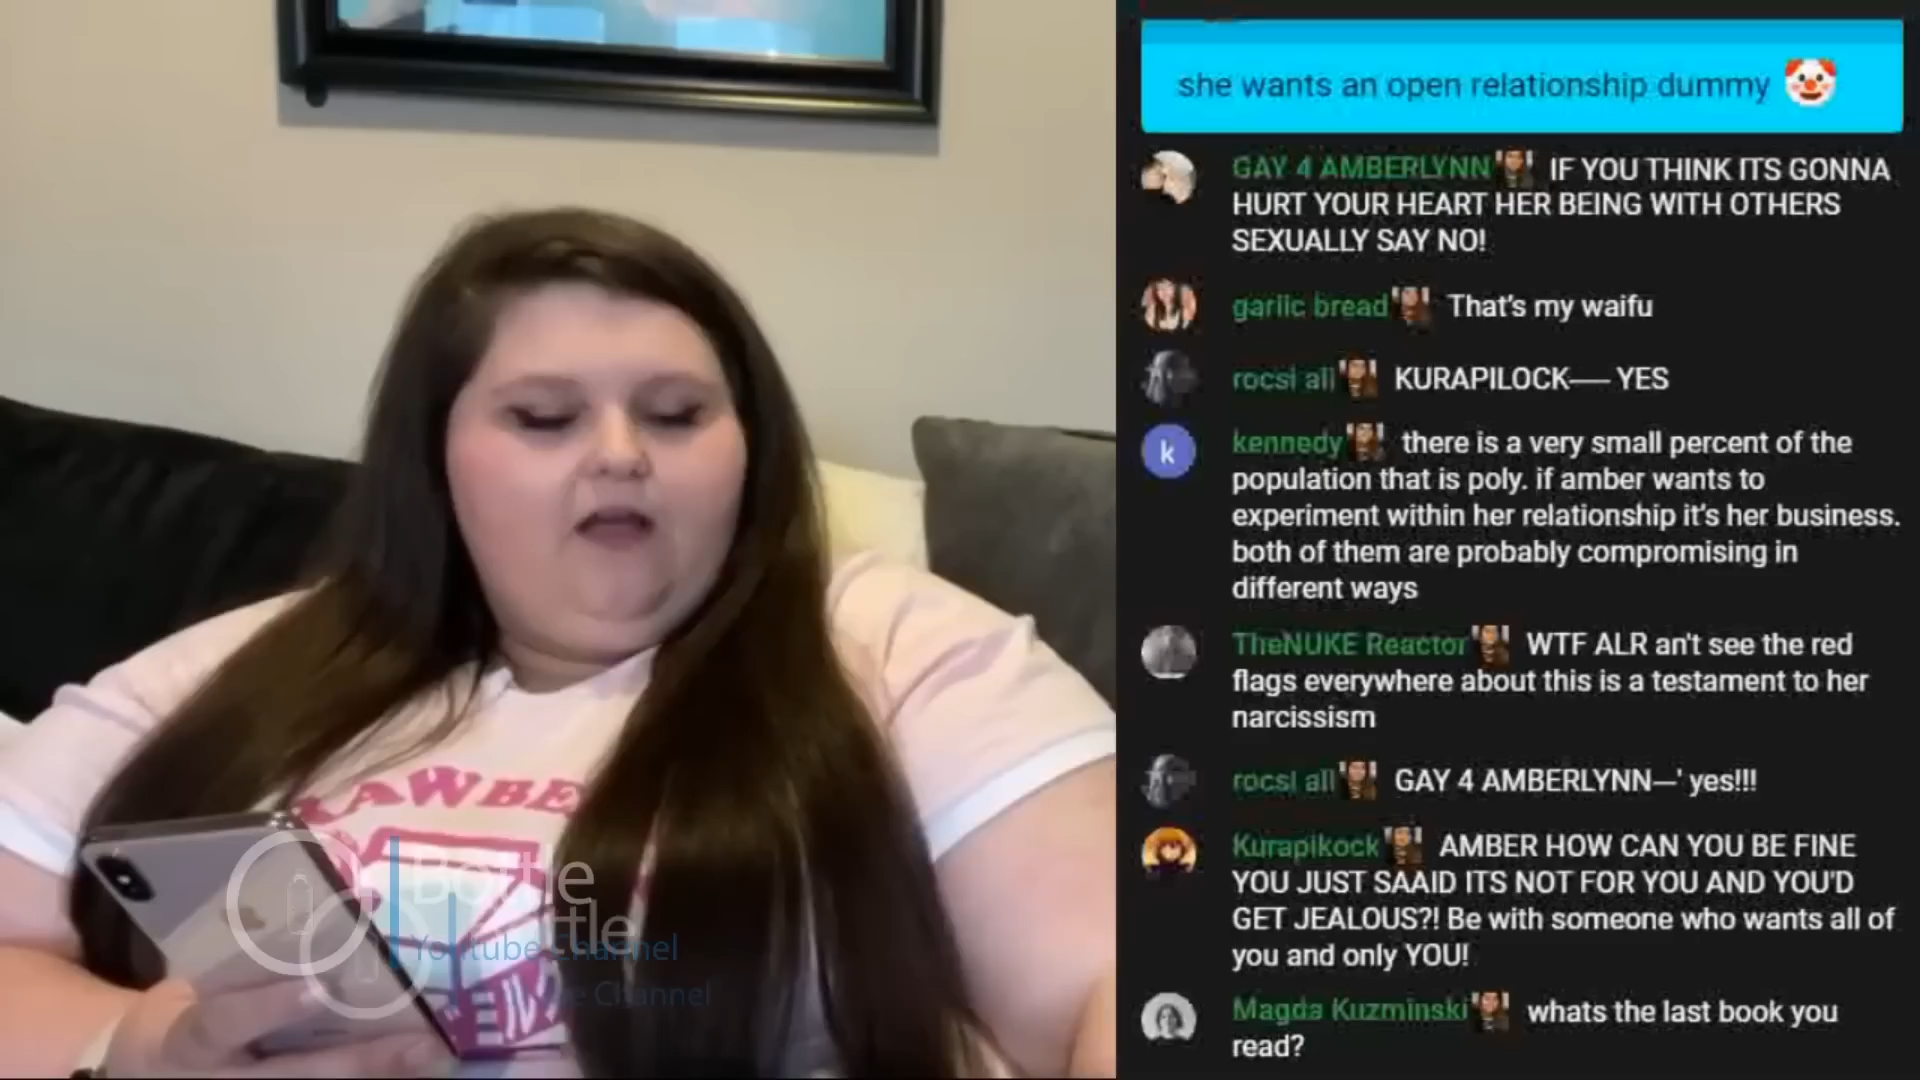 she wants an open relationship dummy
GAY 4 AMBERLYNN IF YOU THINK ITS GONNA
HURT YOUR HEART HER BEING WITH OTHERS
SEXUALLY SAY NO!
garlic bread That's my waifu
rocsi all KURAPILOCK—– YES
k
kennedy there is a very small percent of the
population that is poly. if amber wants to
experiment within her relationship it's her business.
both of them are probably compromising in
different ways
TheNUKE Reactor WTF ALR an't see the red
flags everywhere about this is a testament to her
narcissism
rocsi all GAY 4 AMBERLYNN—' yes!!!
Kurapikock AMBER HOW CAN YOU BE FINE
YOU JUST SAAID ITS NOT FOR YOU AND YOU'D
GET JEALOUS?! Be with someone who wants all of
you and only YOU!
Magda Kuzminski whats the last book you
read?
RAWBE
Bottle
ttle
Youtube Channel
e Channel